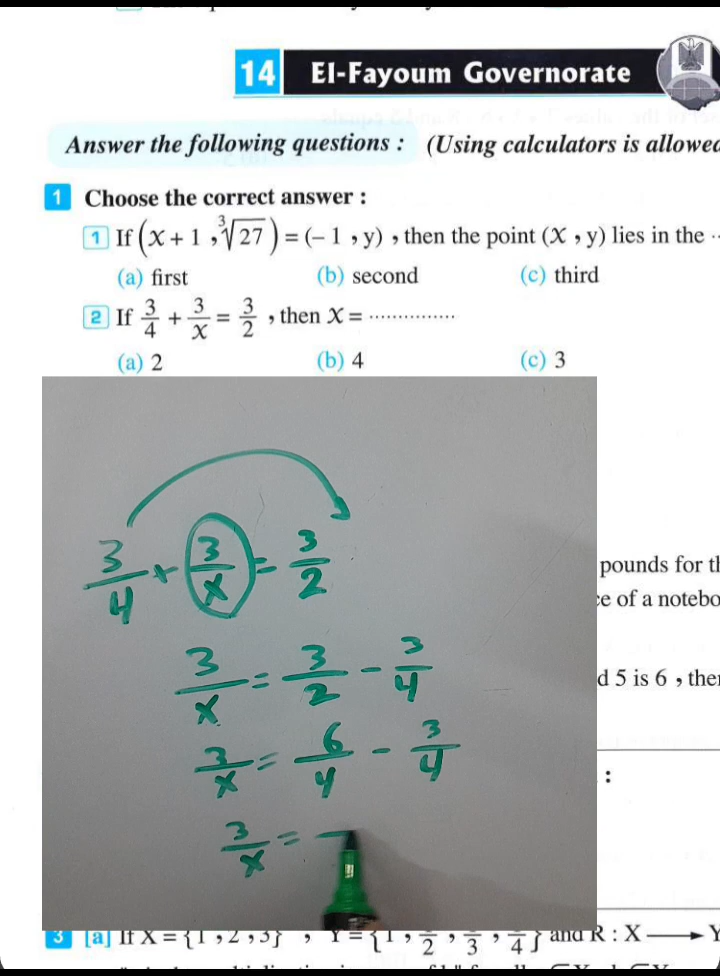 14 El-Fayoum Governorate
Answer the following questions : (Using calculators is allowed
1 Choose the correct answer :
1 If (X + 1 , ∛27) = (– 1 , y) , then the point (X , y) lies in the ··
(a) first (b) second (c) third
2 If 3/4 + 3/X = 3/2 , then X = ···············
(a) 2 (b) 4 (c) 3
3/4 + 3/x = 3/2
3/x = 3/2 - 3/4
3/x = 6/4 - 3/4
3/x = —
pounds for
of a notebo
d 5 is 6 , then
:
3 [a] If X = {1 , 2 , 3} , Y = {1 , 1/2 , 1/3 , 1/4} and R : X ⟶ Y